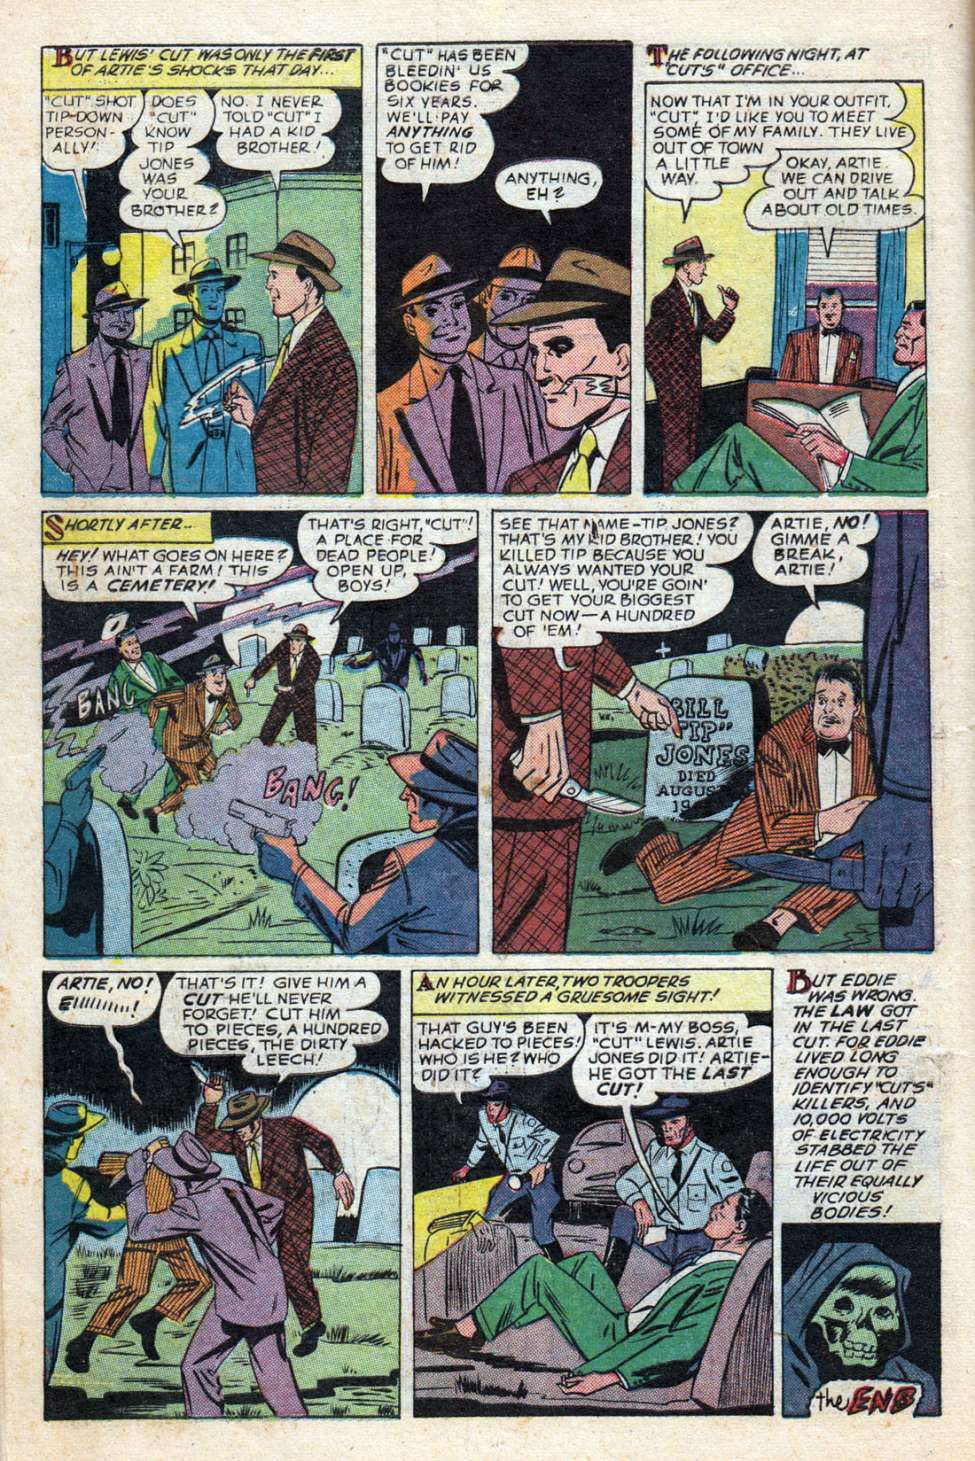 BUT LEWIS' CUT WAS ONLY THE FIRST
OF ARTIE'S SHOCKS THAT DAY...
"CUT" SHOT
TIP-DOWN
PERSON-
ALLY!
DOES
"CUT"
KNOW
TIP
JONES
WAS
YOUR
BROTHER?
NO. I NEVER
TOLD "CUT" I
HAD A KID
BROTHER!
"CUT" HAS BEEN
BLEEDIN' US
BOOKIES FOR
SIX YEARS.
WE'LL PAY
ANYTHING
TO GET RID
OF HIM!
ANYTHING,
EH?
THE FOLLOWING NIGHT, AT
"CUT'S" OFFICE...
NOW THAT I'M IN YOUR OUTFIT,
"CUT", I'D LIKE YOU TO MEET
SOME OF MY FAMILY. THEY LIVE
OUT OF TOWN
A LITTLE
WAY.
OKAY, ARTIE.
WE CAN DRIVE
OUT AND TALK
ABOUT OLD TIMES.
SHORTLY AFTER...
HEY! WHAT GOES ON HERE?
THIS AIN'T A FARM! THIS
IS A CEMETERY!
THAT'S RIGHT, "CUT"!
A PLACE FOR
DEAD PEOPLE!
OPEN UP,
BOYS!
BANG
BANG!
SEE THAT NAME-TIP JONES?
THAT'S MY KID BROTHER! YOU
KILLED TIP BECAUSE YOU
ALWAYS WANTED YOUR
CUT! WELL, YOU'RE GOIN'
TO GET YOUR BIGGEST
CUT NOW—A HUNDRED
OF 'EM!
ARTIE, NO!
GIMME A
BREAK,
ARTIE!
BILL
"TIP"
JONES
DIED
AUGUST
19
ARTIE, NO!
EIIIIIIIIII!
THAT'S IT! GIVE HIM A
CUT HE'LL NEVER
FORGET! CUT HIM
TO PIECES, A HUNDRED
PIECES, THE DIRTY
LEECH!
AN HOUR LATER, TWO TROOPERS
WITNESSED A GRUESOME SIGHT!
THAT GUY'S BEEN
HACKED TO PIECES!
WHO IS HE? WHO
DID IT?
IT'S M-MY BOSS,
"CUT" LEWIS. ARTIE
JONES DID IT! ARTIE-
HE GOT THE LAST
CUT!
BUT EDDIE
WAS WRONG.
THE LAW GOT
IN THE LAST
CUT. FOR EDDIE
LIVED LONG
ENOUGH TO
IDENTIFY "CUT'S"
KILLERS, AND
10,000 VOLTS
OF ELECTRICITY
STABBED THE
LIFE OUT OF
THEIR EQUALLY
VICIOUS
BODIES!
the END